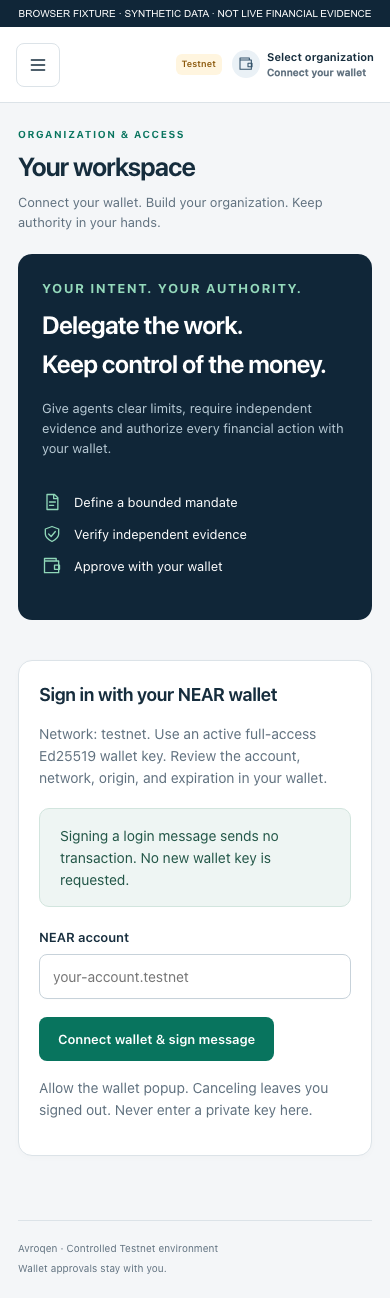 BROWSER FIXTURE · SYNTHETIC DATA · NOT LIVE FINANCIAL EVIDENCE
Testnet
Select organization
Connect your wallet
ORGANIZATION & ACCESS
Your workspace
Connect your wallet. Build your organization. Keep
authority in your hands.
YOUR INTENT. YOUR AUTHORITY.
Delegate the work.
Keep control of the money.
Give agents clear limits, require independent
evidence and authorize every financial action with
your wallet.
Define a bounded mandate
Verify independent evidence
Approve with your wallet
Sign in with your NEAR wallet
Network: testnet. Use an active full-access
Ed25519 wallet key. Review the account,
network, origin, and expiration in your wallet.
Signing a login message sends no
transaction. No new wallet key is
requested.
NEAR account
your-account.testnet
Connect wallet & sign message
Allow the wallet popup. Canceling leaves you
signed out. Never enter a private key here.
Avroqen · Controlled Testnet environment
Wallet approvals stay with you.